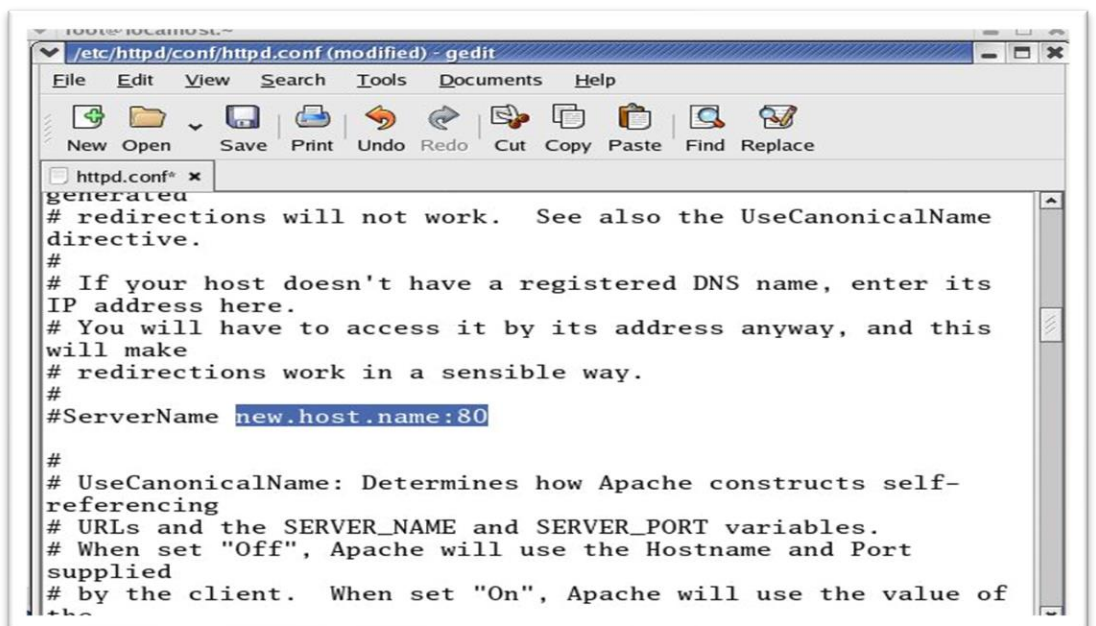 root@localhost:~
/etc/httpd/conf/httpd.conf (modified) - gedit
File Edit View Search Tools Documents Help
New Open Save Print Undo Redo Cut Copy Paste Find Replace
httpd.conf*
generated
# redirections will not work.  See also the UseCanonicalName
directive.
#
# If your host doesn't have a registered DNS name, enter its
IP address here.
# You will have to access it by its address anyway, and this
will make
# redirections work in a sensible way.
#
#ServerName new.host.name:80
#
# UseCanonicalName: Determines how Apache constructs self-
referencing
# URLs and the SERVER_NAME and SERVER_PORT variables.
# When set "Off", Apache will use the Hostname and Port
supplied
# by the client.  When set "On", Apache will use the value of
the